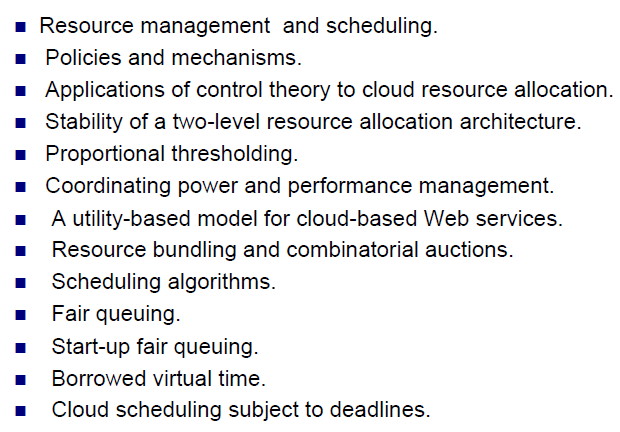 Resource management and scheduling.
Policies and mechanisms.
Applications of control theory to cloud resource allocation.
Stability of a two-level resource allocation architecture.
Proportional thresholding.
Coordinating power and performance management.
A utility-based model for cloud-based Web services.
Resource bundling and combinatorial auctions.
Scheduling algorithms.
Fair queuing.
Start-up fair queuing.
Borrowed virtual time.
Cloud scheduling subject to deadlines.